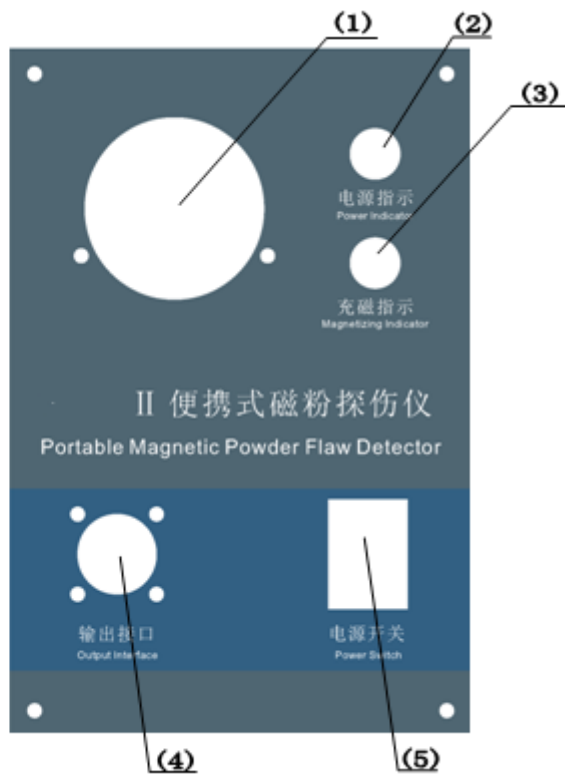 (1)
(2)
(3)
电源指示
Power Indicator
充磁指示
Magnetizing Indicator
II 便携式磁粉探伤仪
Portable Magnetic Powder Flaw Detector
输出接口
Output Interface
电源开关
Power Switch
(4)
(5)